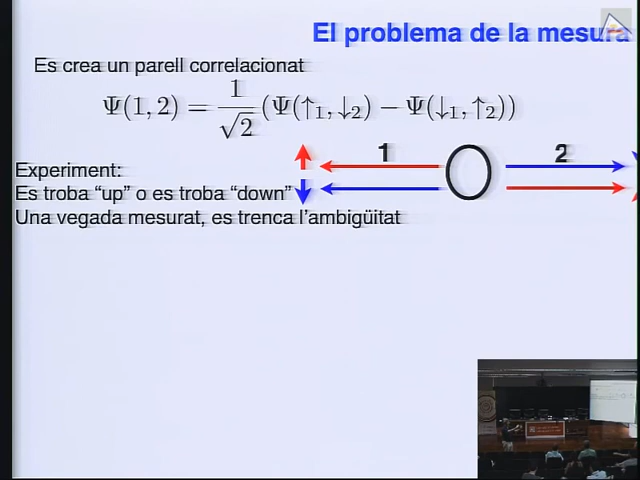 El problema de la mesura
Es crea un parell correlacionat
Ψ(1, 2) = 1/√2 (Ψ(↑₁, ↓₂) − Ψ(↓₁, ↑₂))
1 2
Experiment:
Es troba “up” o es troba “down”
Una vegada mesurat, es trenca l’ambigüitat